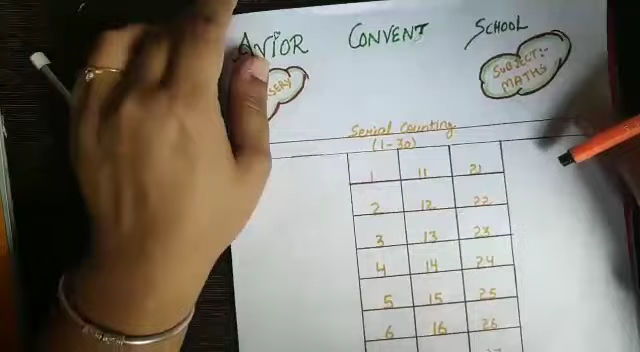 AVIOR CONVENT SCHOOL
SUBJECT:-
MATHS
Serial Counting
(1-30)
1 11 21
2 12 22
3 13 23
4 14 24
5 15 25
6 16 26